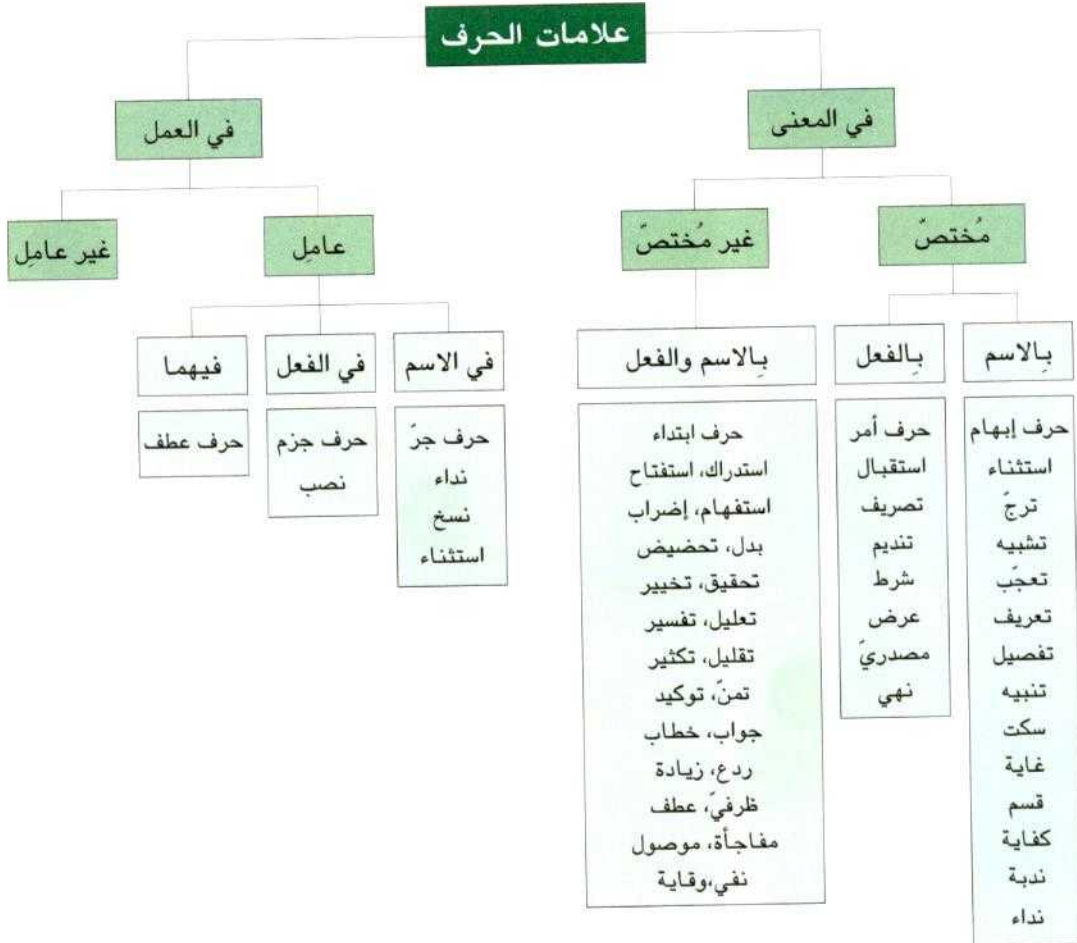 علامات الحرف
في المعنى
في العمل
مُختصّ
غير مُختصّ
عامِل
غير عامِل
بِالاسم
بِالفعل
بِالاسم والفعل
في الاسم
في الفعل
فيهما
حرف إبهام
استثناء
ترجّ
تشبيه
تعجّب
تعريف
تفصيل
تنبيه
سكت
غاية
قسم
كفاية
ندبة
نداء
حرف أمر
استقبال
تصريف
تنديم
شرط
عرض
مصدريّ
نهي
حرف ابتداء
استدراك، استفتاح
استفهام، إضراب
بدل، تحضيض
تحقيق، تخيير
تعليل، تفسير
تقليل، تكثير
تمنّ، توكيد
جواب، خطاب
ردع، زيادة
ظرفيّ، عطف
مفاجأة، موصول
نفي،وقاية
حرف جرّ
نداء
نسخ
استثناء
حرف جزم
نصب
حرف عطف